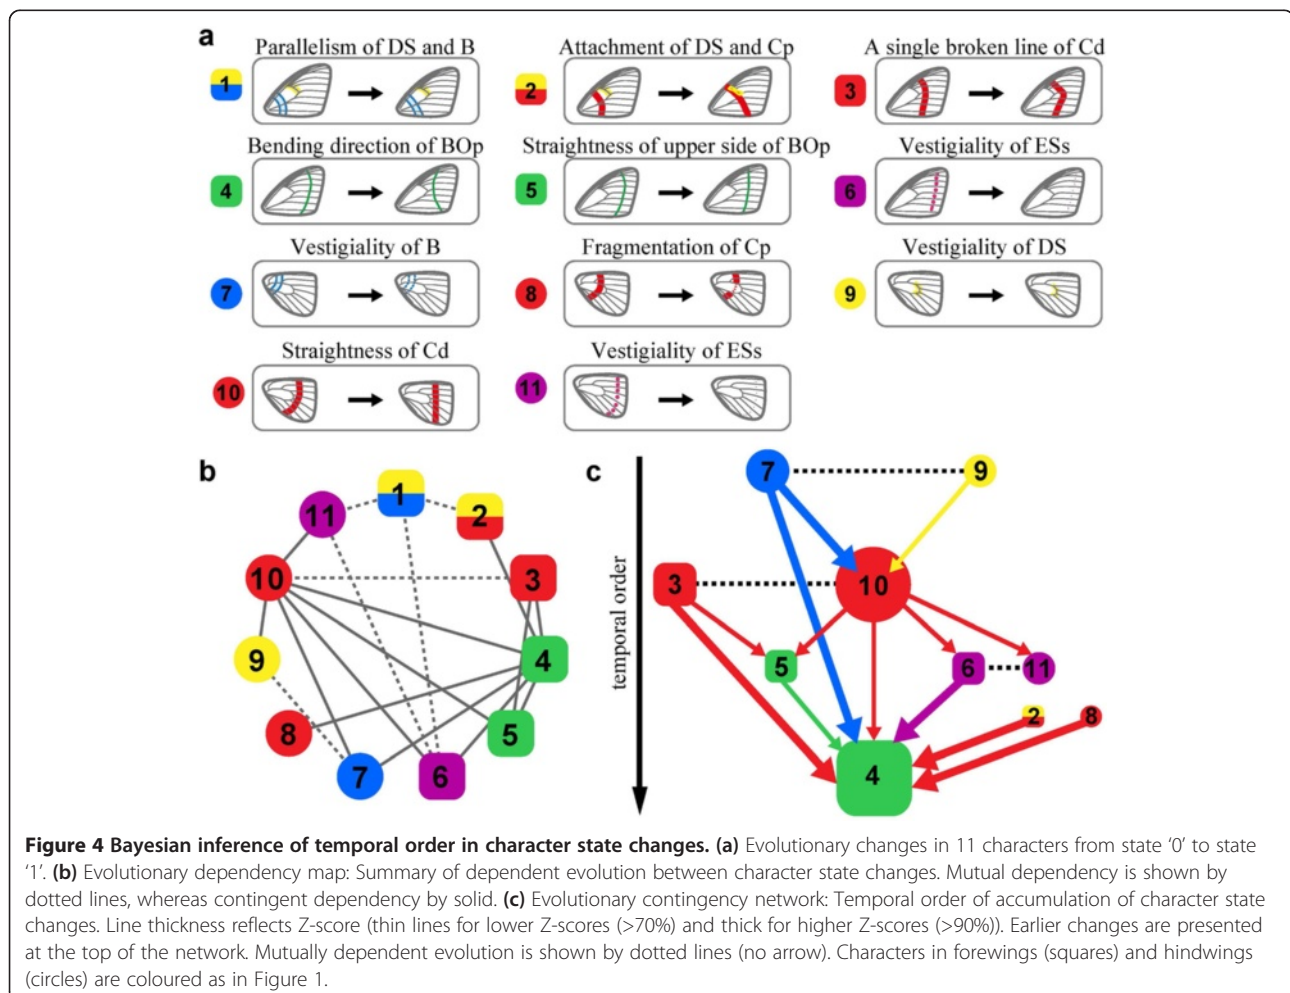 a
Parallelism of DS and B
Attachment of DS and Cp
A single broken line of Cd
1
2
3
Bending direction of BOp
Straightness of upper side of BOp
Vestigiality of ESs
4
5
6
Vestigiality of B
Fragmentation of Cp
Vestigiality of DS
7
8
9
Straightness of Cd
Vestigiality of ESs
10
11
b
1
2
3
4
5
6
7
8
9
10
11
c
temporal order
7
9
3
10
5
6
11
2
8
4
Figure 4 Bayesian inference of temporal order in character state changes. (a) Evolutionary changes in 11 characters from state ‘0’ to state
‘1’. (b) Evolutionary dependency map: Summary of dependent evolution between character state changes. Mutual dependency is shown by
dotted lines, whereas contingent dependency by solid. (c) Evolutionary contingency network: Temporal order of accumulation of character state
changes. Line thickness reflects Z-score (thin lines for lower Z-scores (>70%) and thick for higher Z-scores (>90%)). Earlier changes are presented
at the top of the network. Mutually dependent evolution is shown by dotted lines (no arrow). Characters in forewings (squares) and hindwings
(circles) are coloured as in Figure 1.